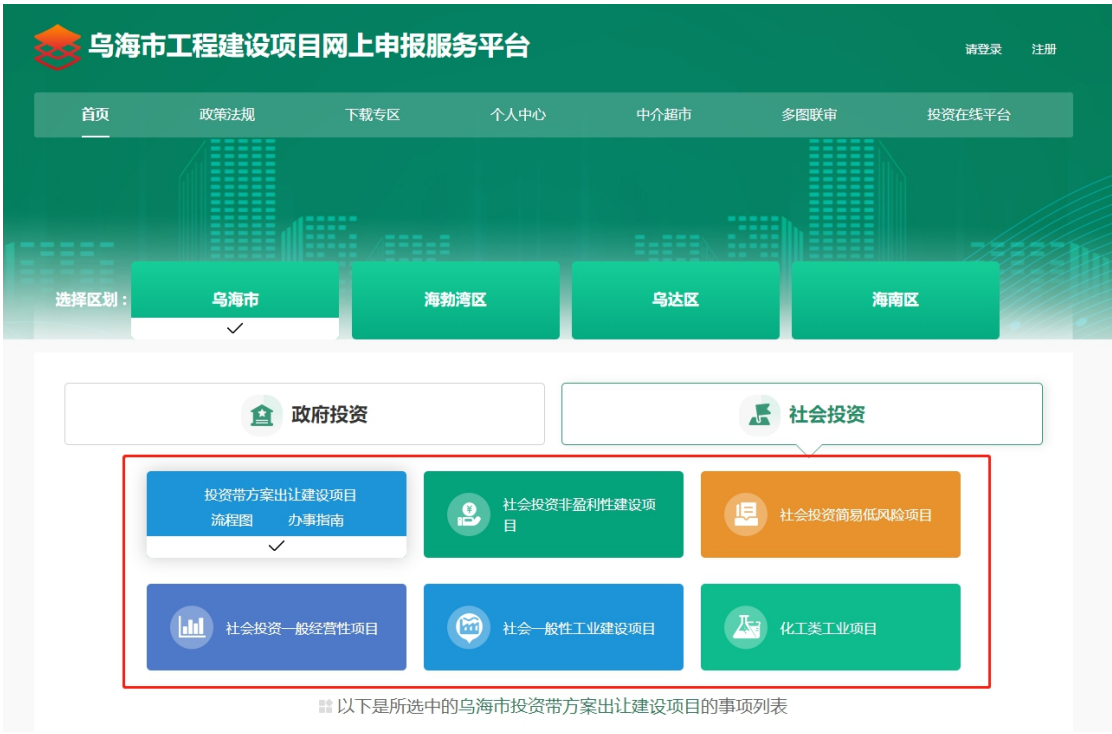 乌海市工程建设项目网上申报服务平台
请登录 注册
首页 政策法规 下载专区 个人中心 中介超市 多图联审 投资在线平台
选择区划： 乌海市 海勃湾区 乌达区 海南区
政府投资 社会投资
投资带方案出让建设项目
流程图 办事指南
社会投资非盈利性建设项
目
社会投资简易低风险项目
社会投资一般经营性项目 社会一般性工业建设项目 化工类工业项目
以下是所选中的乌海市投资带方案出让建设项目的事项列表